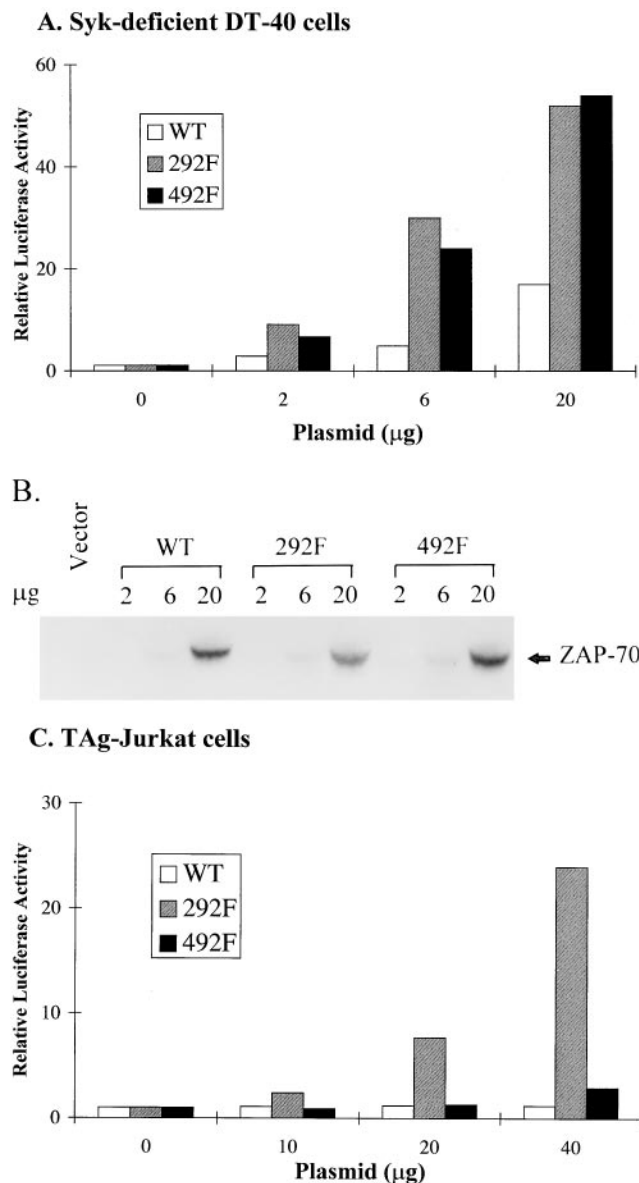 A. Syk-deficient DT-40 cells
Relative Luciferase Activity
60
40
20
0
WT
292F
492F
0 2 6 20
Plasmid (μg)
B.
Vector
WT 292F 492F
μg 2 6 20 2 6 20 2 6 20
ZAP-70
C. TAg-Jurkat cells
Relative Luciferase Activity
30
20
10
0
WT
292F
492F
0 10 20 40
Plasmid (μg)